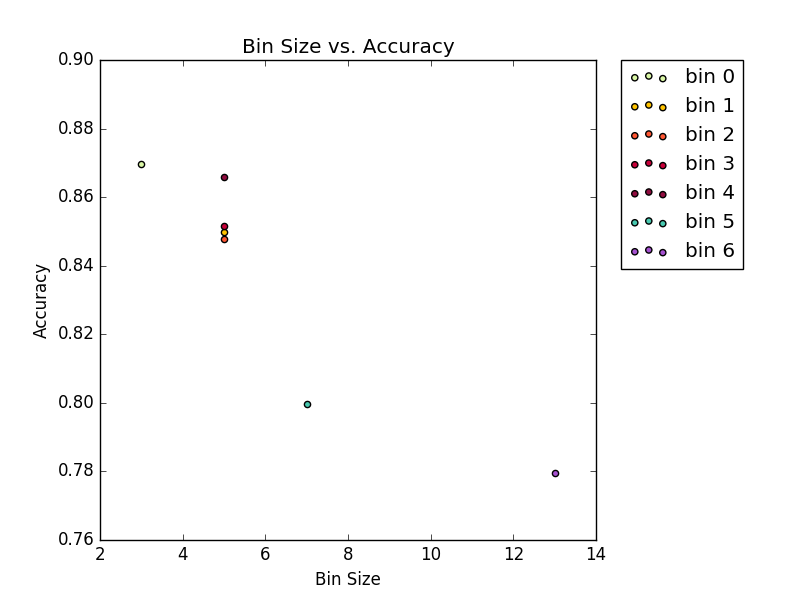 Bin Size vs. Accuracy
0.90
0.88
0.86
0.84
0.82
0.80
0.78
0.76
Accuracy
2 4 6 8 10 12 14
Bin Size
bin 0
bin 1
bin 2
bin 3
bin 4
bin 5
bin 6